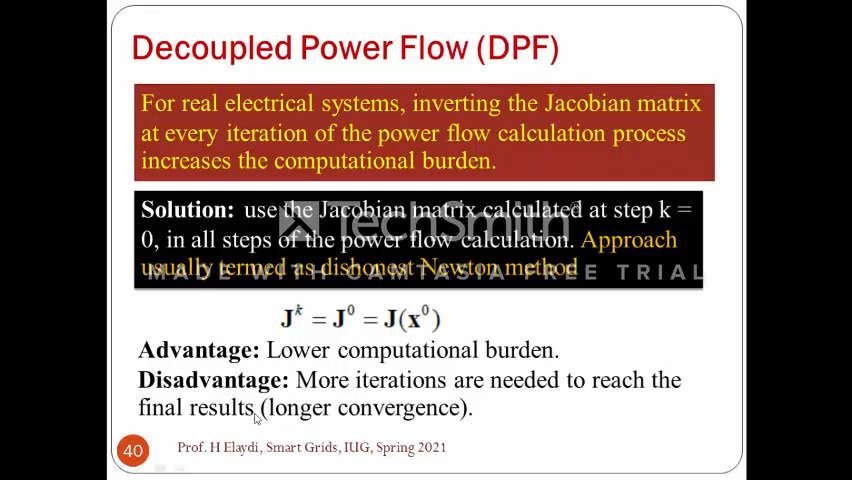 Decoupled Power Flow (DPF)
For real electrical systems, inverting the Jacobian matrix
at every iteration of the power flow calculation process
increases the computational burden.
Solution: use the Jacobian matrix calculated at step k =
0, in all steps of the power flow calculation. Approach
usually termed as dishonest Newton method
TechSmith®
MADE WITH CAMTASIA FREE TRIAL
J^k = J^0 = J(x^0)
Advantage: Lower computational burden.
Disadvantage: More iterations are needed to reach the
final results (longer convergence).
40
Prof. H Elaydi, Smart Grids, IUG, Spring 2021